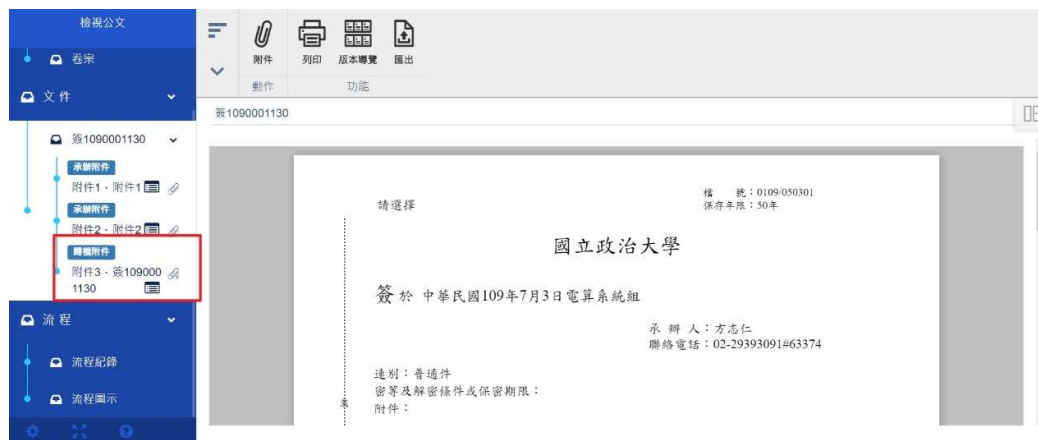 檢視公文
卷宗
文件
簽1090001130
承辦附件
附件1 - 附件1
承辦附件
附件2 - 附件2
歸檔附件
附件3 - 簽109000
1130
流程
流程紀錄
流程圖示
附件
列印
版本導覽
匯出
動作
功能
簽1090001130
請選擇
檔　號：0109/050301
保存年限：50年
國立政治大學
簽 於 中華民國109年7月3日電算系統組
承 辦 人：方志仁
聯絡電話：02-29393091#63374
速別：普通件
密等及解密條件或保密期限：
附件：